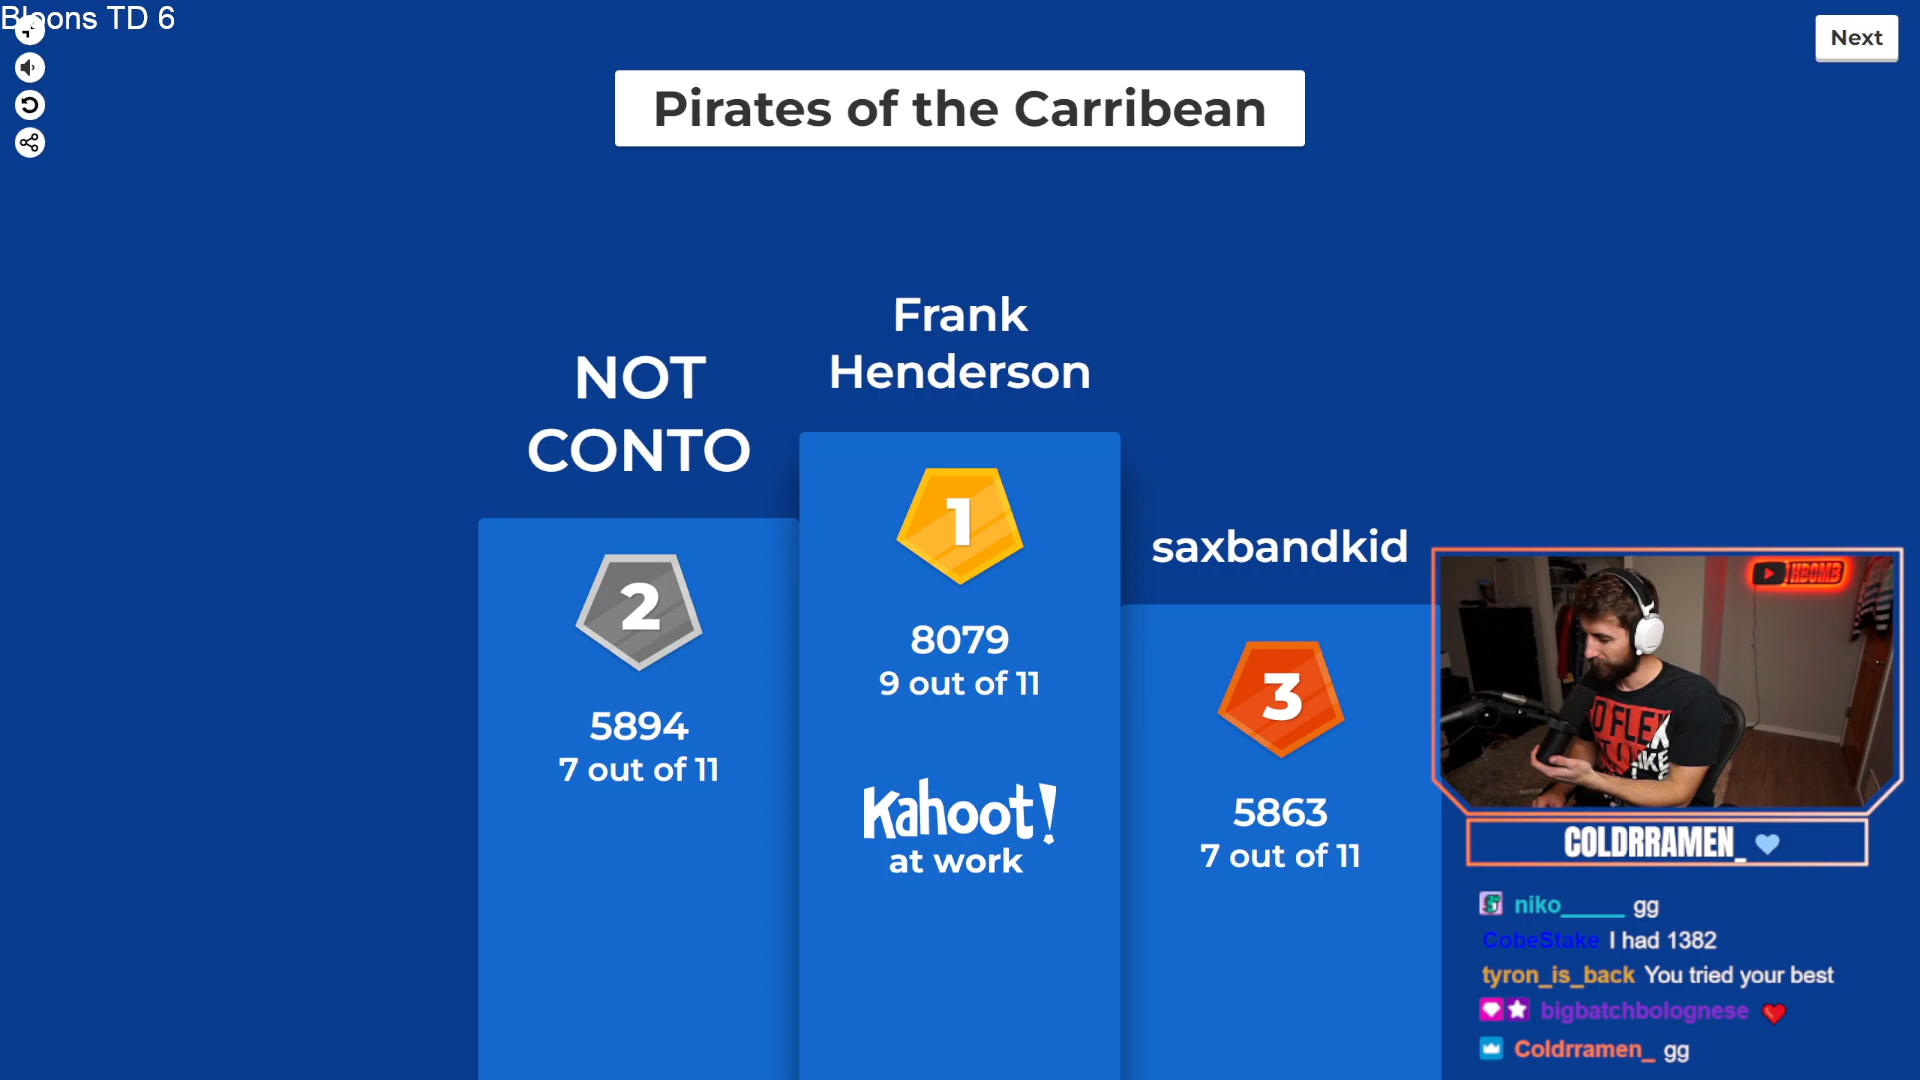 Bloons TD 6
Next
Pirates of the Carribean
Frank
Henderson
NOT
CONTO
saxbandkid
1
2
3
8079
9 out of 11
5894
7 out of 11
5863
7 out of 11
Kahoot!
at work
HBOMB
COLDRRAMEN_
niko_____ gg
CobeStake I had 1382
tyron_is_back You tried your best
bigbatchbolognese
Coldrramen_ gg